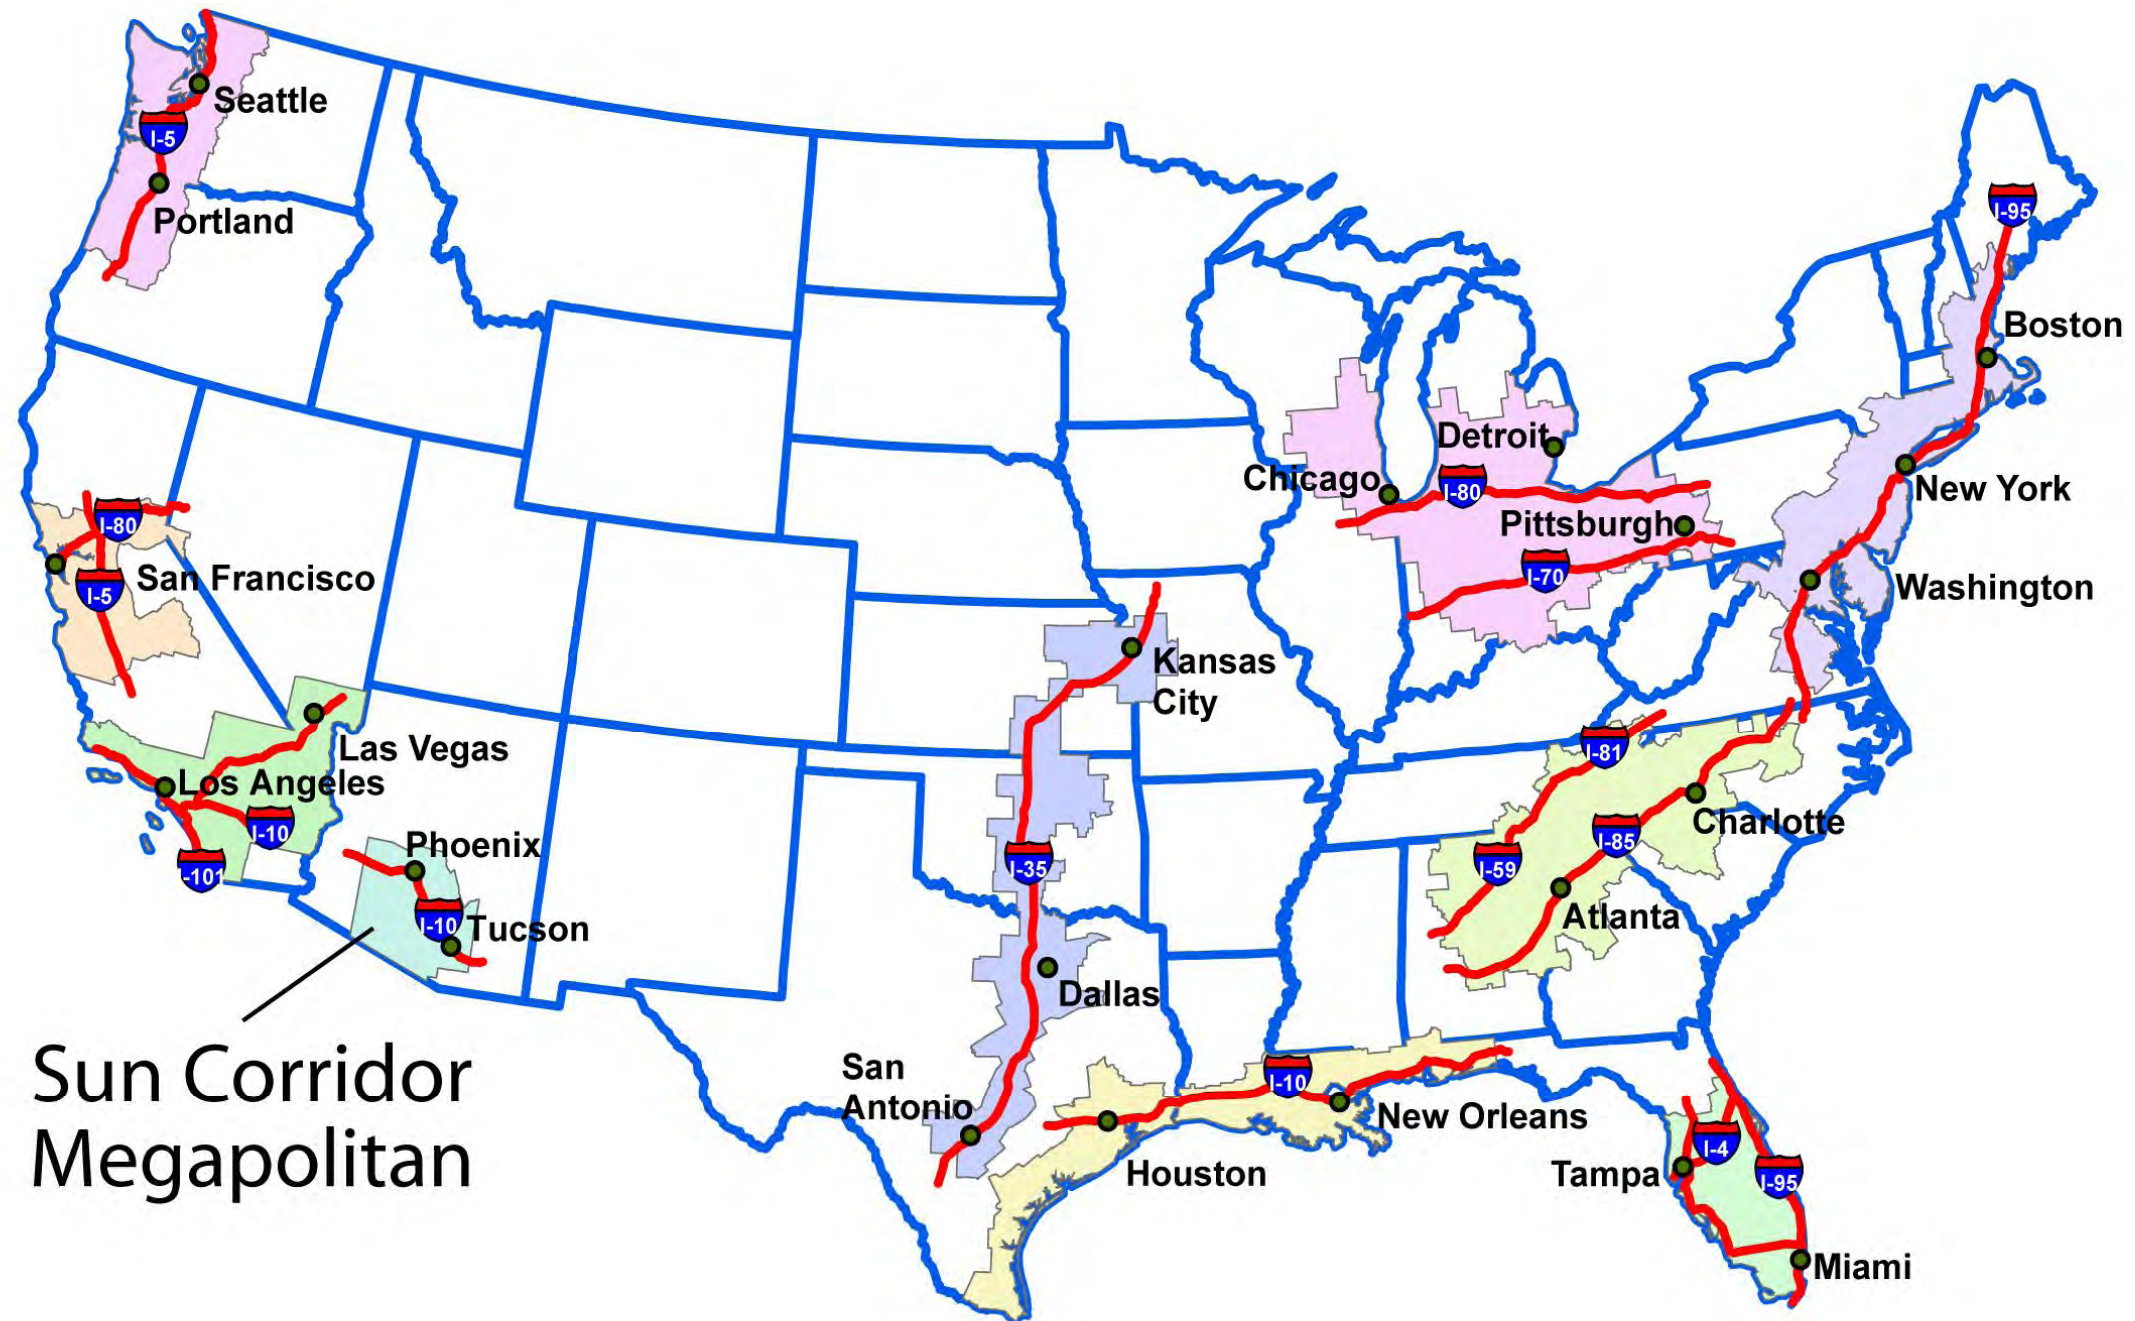 Seattle
I-5
Portland
I-95
Boston
Detroit
Chicago
I-80
New York
I-80
Pittsburgh
San Francisco
I-70
Washington
I-5
Kansas
City
Las Vegas
I-81
Los Angeles
I-10
Charlotte
Phoenix
I-85
I-101
I-35
I-59
I-10
Tucson
Atlanta
Dallas
Sun Corridor
Megapolitan
San
Antonio
I-10
New Orleans
Houston
I-4
Tampa
I-95
Miami